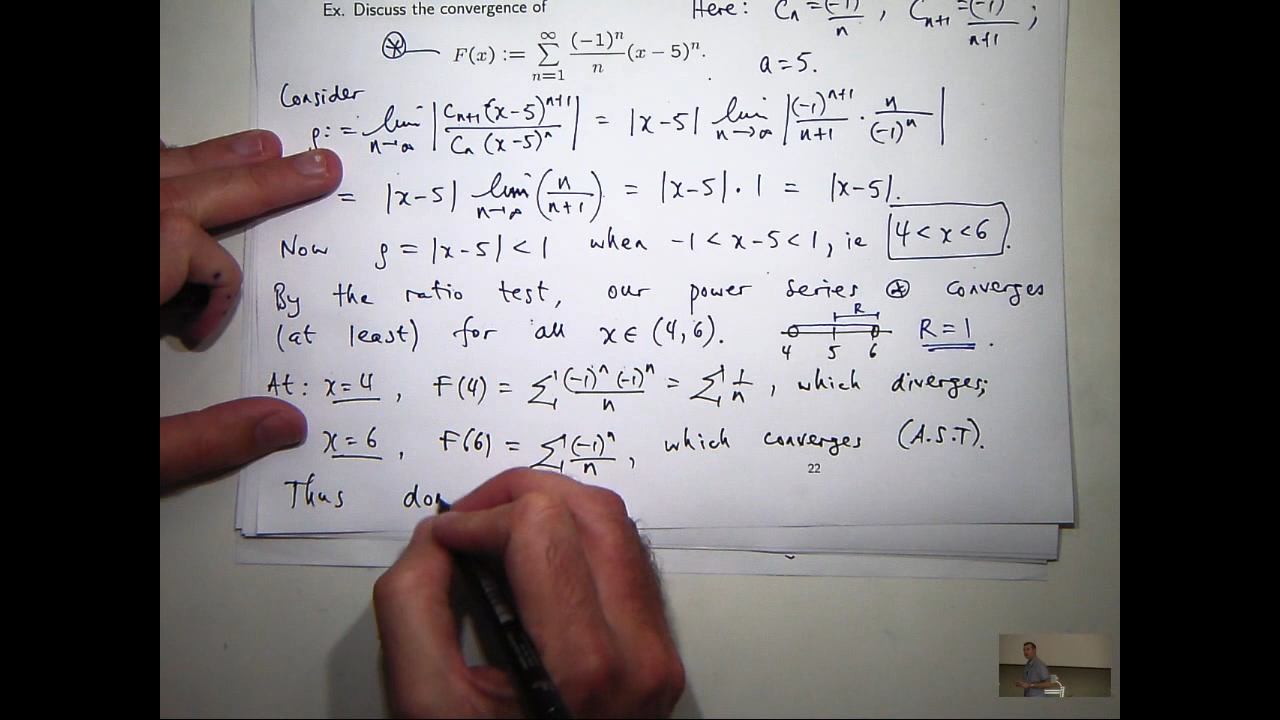 Ex. Discuss the convergence of
Here: Cₙ = (-1)ⁿ/n , Cₙ₊₁ = (-1)/(n+1) ;
⊛ F(x) := ∑_{n=1}^{∞} (-1)ⁿ/n (x − 5)ⁿ.
a = 5.
Consider
ρ := lim_{n→∞} |Cₙ₊₁(x-5)ⁿ⁺¹ / Cₙ(x-5)ⁿ| = |x-5| lim_{n→∞} |(-1)ⁿ⁺¹/(n+1) · n/(-1)ⁿ|
= |x-5| lim_{n→∞} (n/(n+1)) = |x-5| · 1 = |x-5|.
Now ρ = |x-5| < 1 when -1 < x-5 < 1, ie 4 < x < 6.
By the ratio test, our power series ⊛ converges
(at least) for all x ∈ (4,6).
R
4 5 6
R = 1.
At: x=4, F(4) = ∑ (-1)ⁿ(-1)ⁿ/n = ∑ 1/n, which diverges;
x=6, F(6) = ∑ (-1)ⁿ/n, which converges (A.S.T).
22
Thus dom